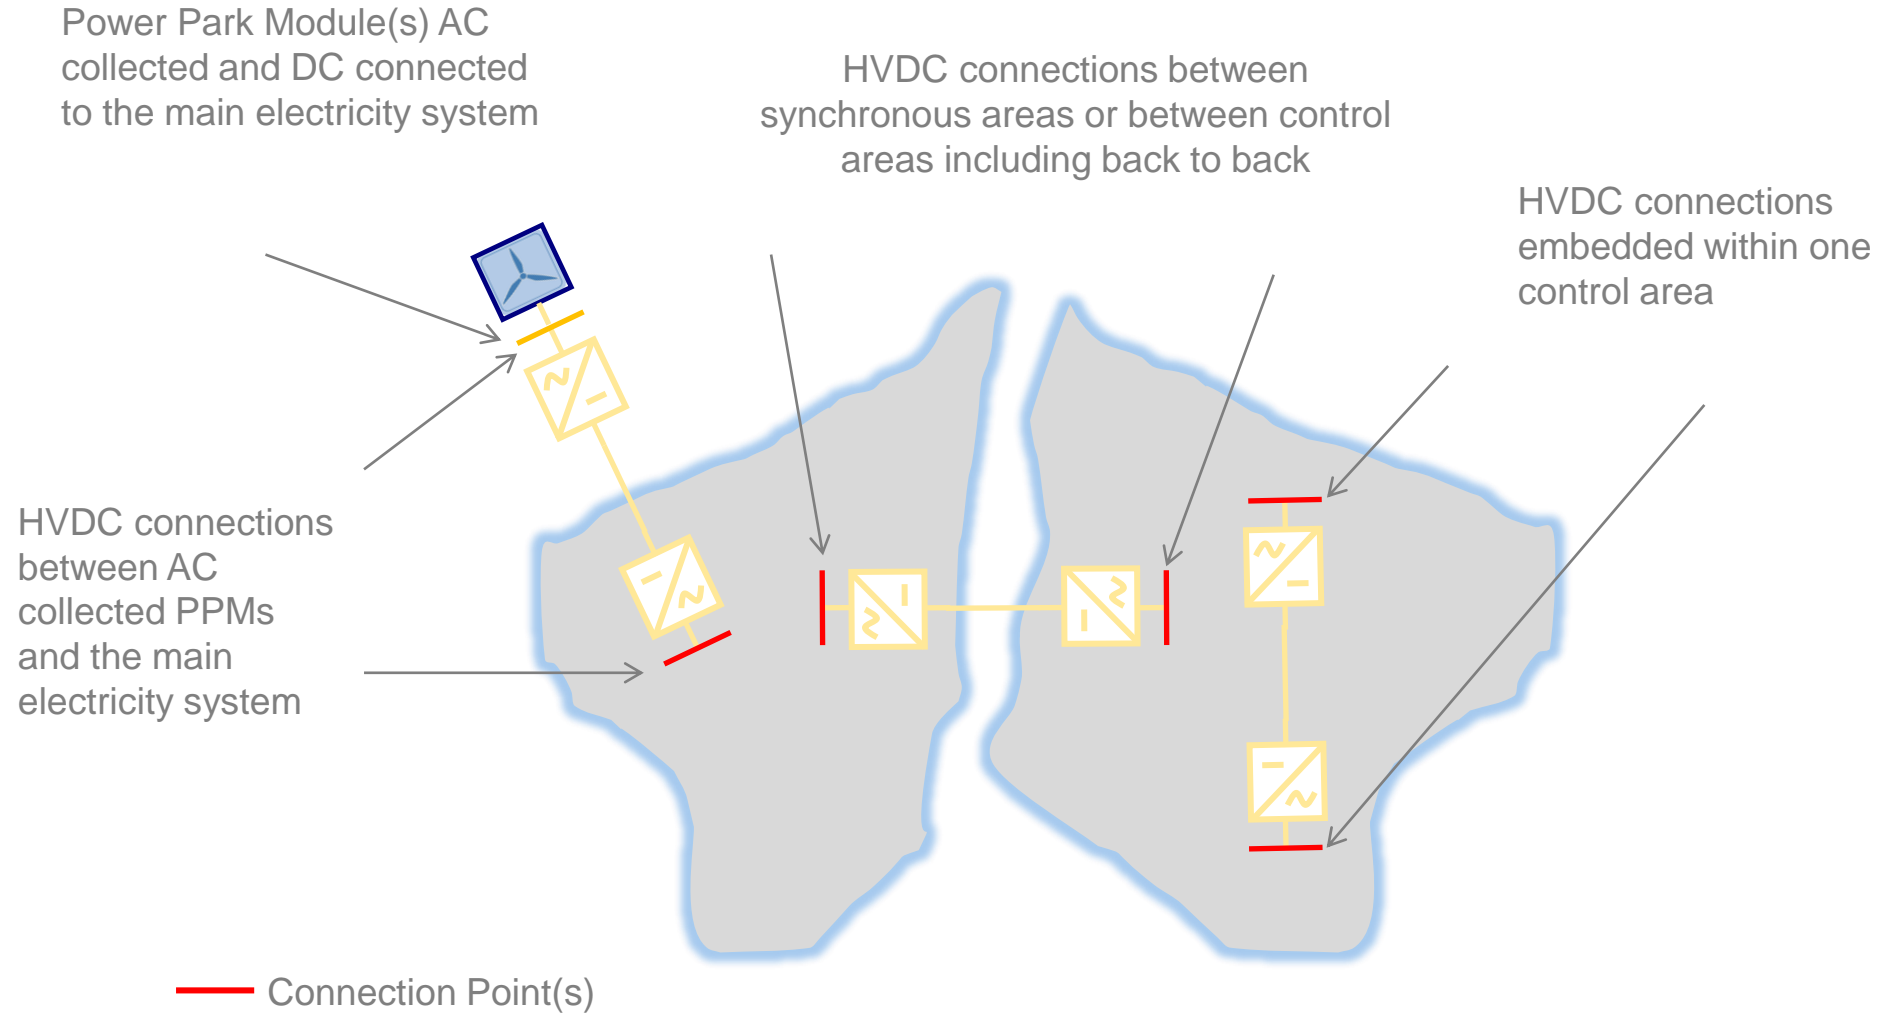 Power Park Module(s) AC
collected and DC connected
to the main electricity system
HVDC connections between
synchronous areas or between control
areas including back to back
HVDC connections
embedded within one
control area
HVDC connections
between AC
collected PPMs
and the main
electricity system
Connection Point(s)